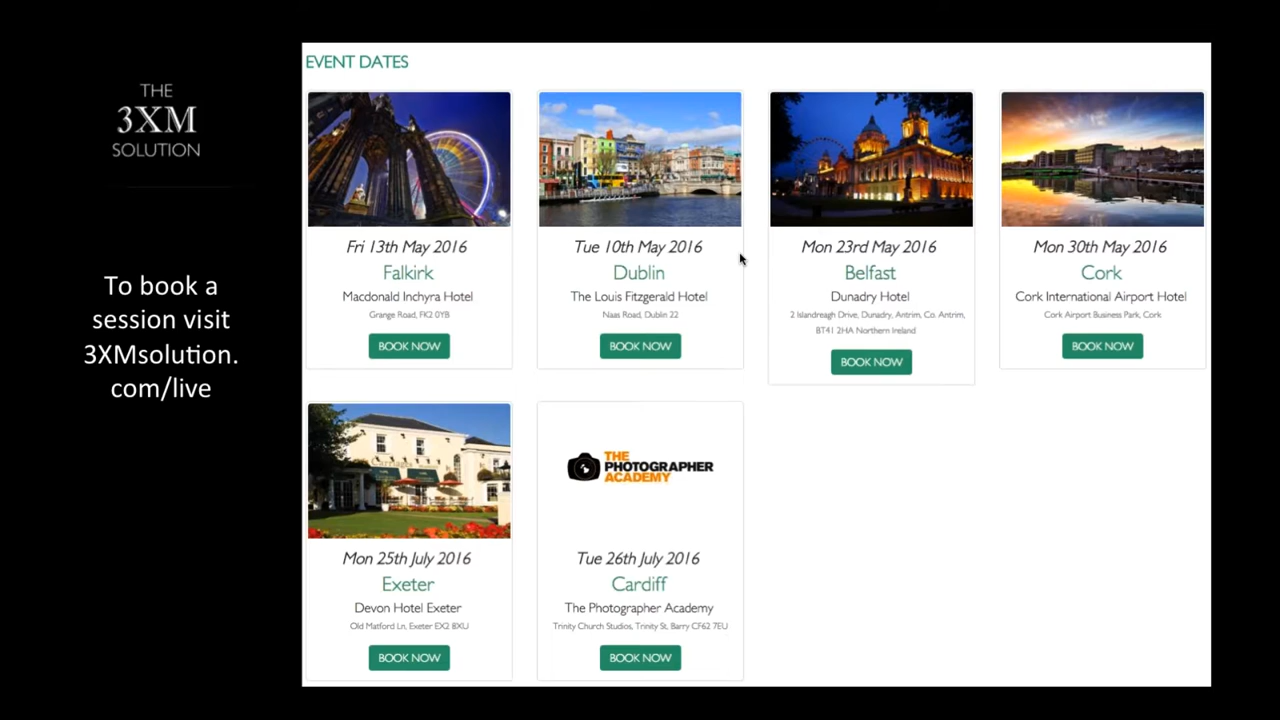 THE
3XM
SOLUTION
To book a
session visit
3XMsolution.
com/live
EVENT DATES
Fri 13th May 2016
Falkirk
Macdonald Inchyra Hotel
Grange Road, FK2 0YB
BOOK NOW
Tue 10th May 2016
Dublin
The Louis Fitzgerald Hotel
Naas Road, Dublin 22
BOOK NOW
Mon 23rd May 2016
Belfast
Dunadry Hotel
2 Islandreagh Drive, Dunadry, Antrim, Co. Antrim,
BT41 2HA Northern Ireland
BOOK NOW
Mon 30th May 2016
Cork
Cork International Airport Hotel
Cork Airport Business Park, Cork
BOOK NOW
Mon 25th July 2016
Exeter
Devon Hotel Exeter
Old Matford Ln, Exeter EX2 8XU
BOOK NOW
THE
PHOTOGRAPHER
ACADEMY
Tue 26th July 2016
Cardiff
The Photographer Academy
Trinity Church Studios, Trinity St, Barry CF62 7EU
BOOK NOW